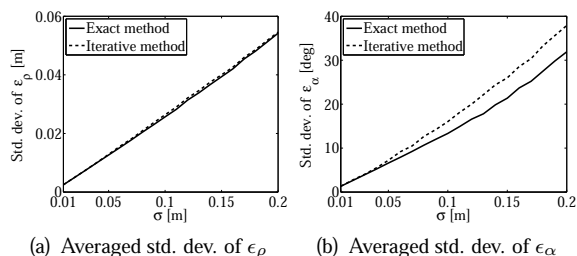 0.06
Exact method
Iterative method
0.04
0.02
0
Std. dev. of ε_ρ [m]
0.01 0.05 0.1 0.15 0.2
σ [m]
(a) Averaged std. dev. of ϵ_ρ
40
Exact method
Iterative method
30
20
10
0
Std. dev. of ε_α [deg]
0.01 0.05 0.1 0.15 0.2
σ [m]
(b) Averaged std. dev. of ϵ_α